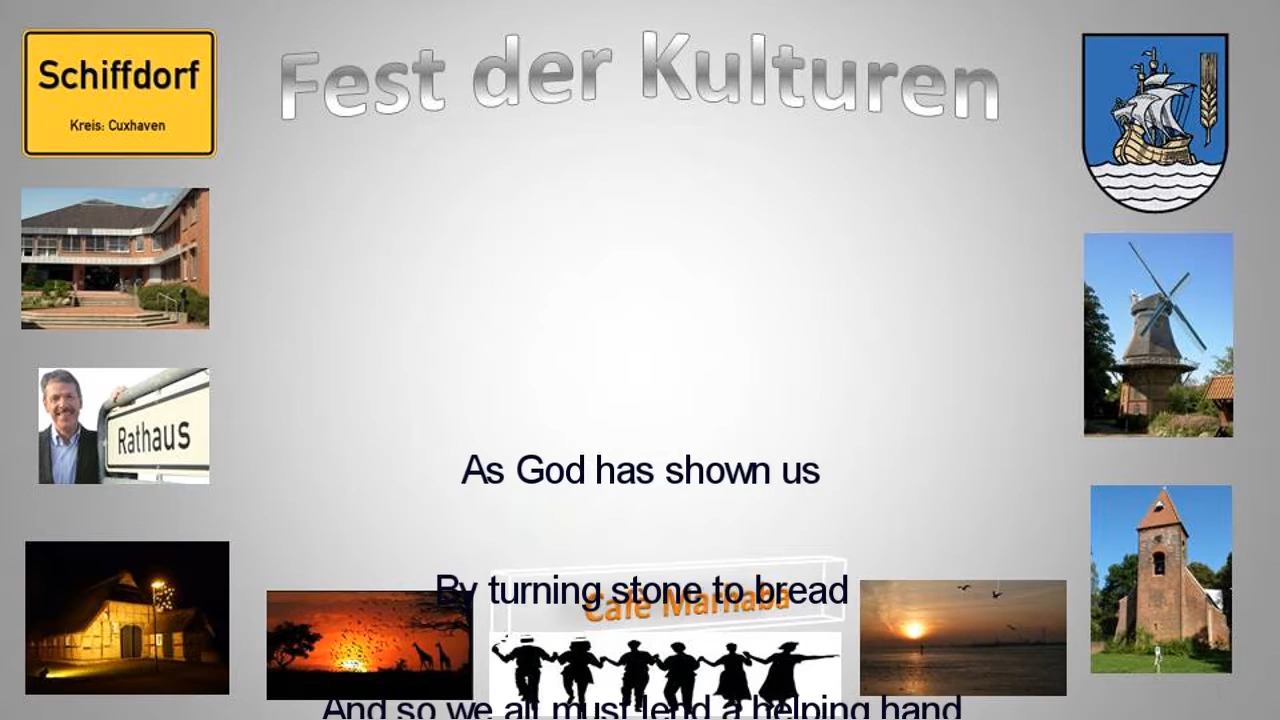 Schiffdorf
Kreis: Cuxhaven
Fest der Kulturen
Rathaus
As God has shown us
By turning stone to bread
Café Marhaba
And so we all must lend a helping hand